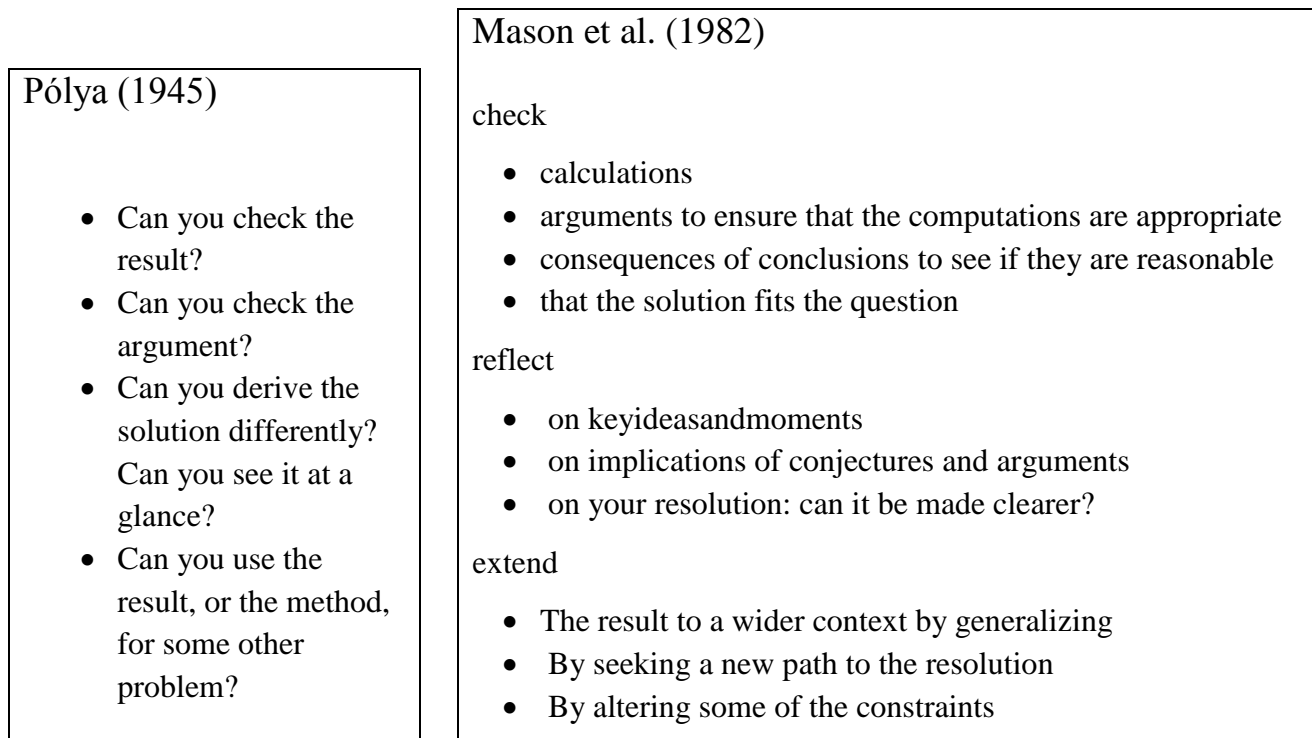 Pólya (1945)
• Can you check the
result?
• Can you check the
argument?
• Can you derive the
solution differently?
Can you see it at a
glance?
• Can you use the
result, or the method,
for some other
problem?
Mason et al. (1982)
check
• calculations
• arguments to ensure that the computations are appropriate
• consequences of conclusions to see if they are reasonable
• that the solution fits the question
reflect
• on keyideasandmoments
• on implications of conjectures and arguments
• on your resolution: can it be made clearer?
extend
• The result to a wider context by generalizing
• By seeking a new path to the resolution
• By altering some of the constraints